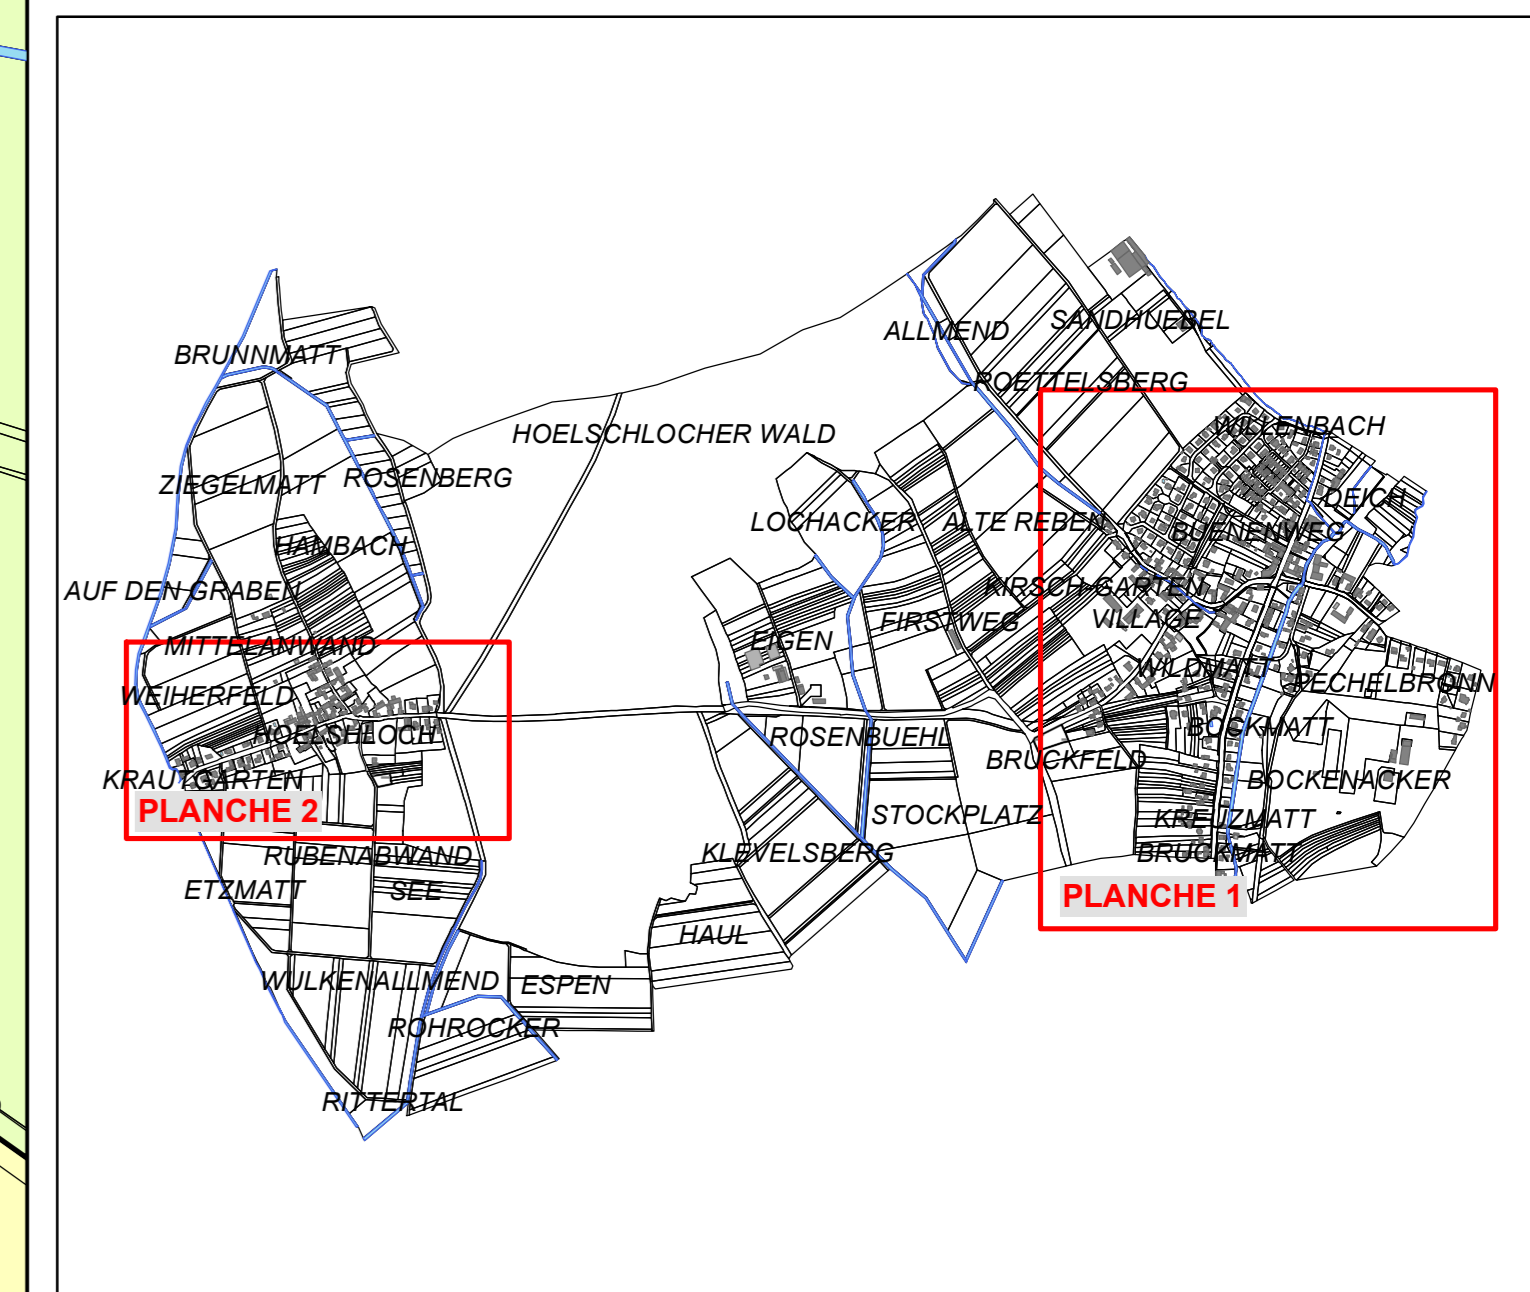 SANDHUEBEL
ALLMEND
BRUNNMATT
ROETTELSBERG
WILLENBACH
HOELSCHLOCHER WALD
ROSENBERG
ZIEGELMATT
DEICH
LOCHACKER
ALTE REBEN
BUENENWEG
HAMBACH
KIRSCH-GARTEN
AUF DEN GRABEN
VILLAGE
FIRSTWEG
EIGEN
MITTELANWAND
WILDMATT
PECHELBRONN
WEIHERFELD
BOCKMATT
HOELSHLOCH
ROSENBUEHL
BRUCKFELD
KRAUTGARTEN
BOCKENACKER
PLANCHE 2
STOCKPLATZ
KREUZMATT
KLEVELSBERG
BRUCKMATT
RUBENABWAND
ETZMATT
SEE
PLANCHE 1
HAUL
WULKENALLMEND
ESPEN
ROHROCKER
RITTERTAL